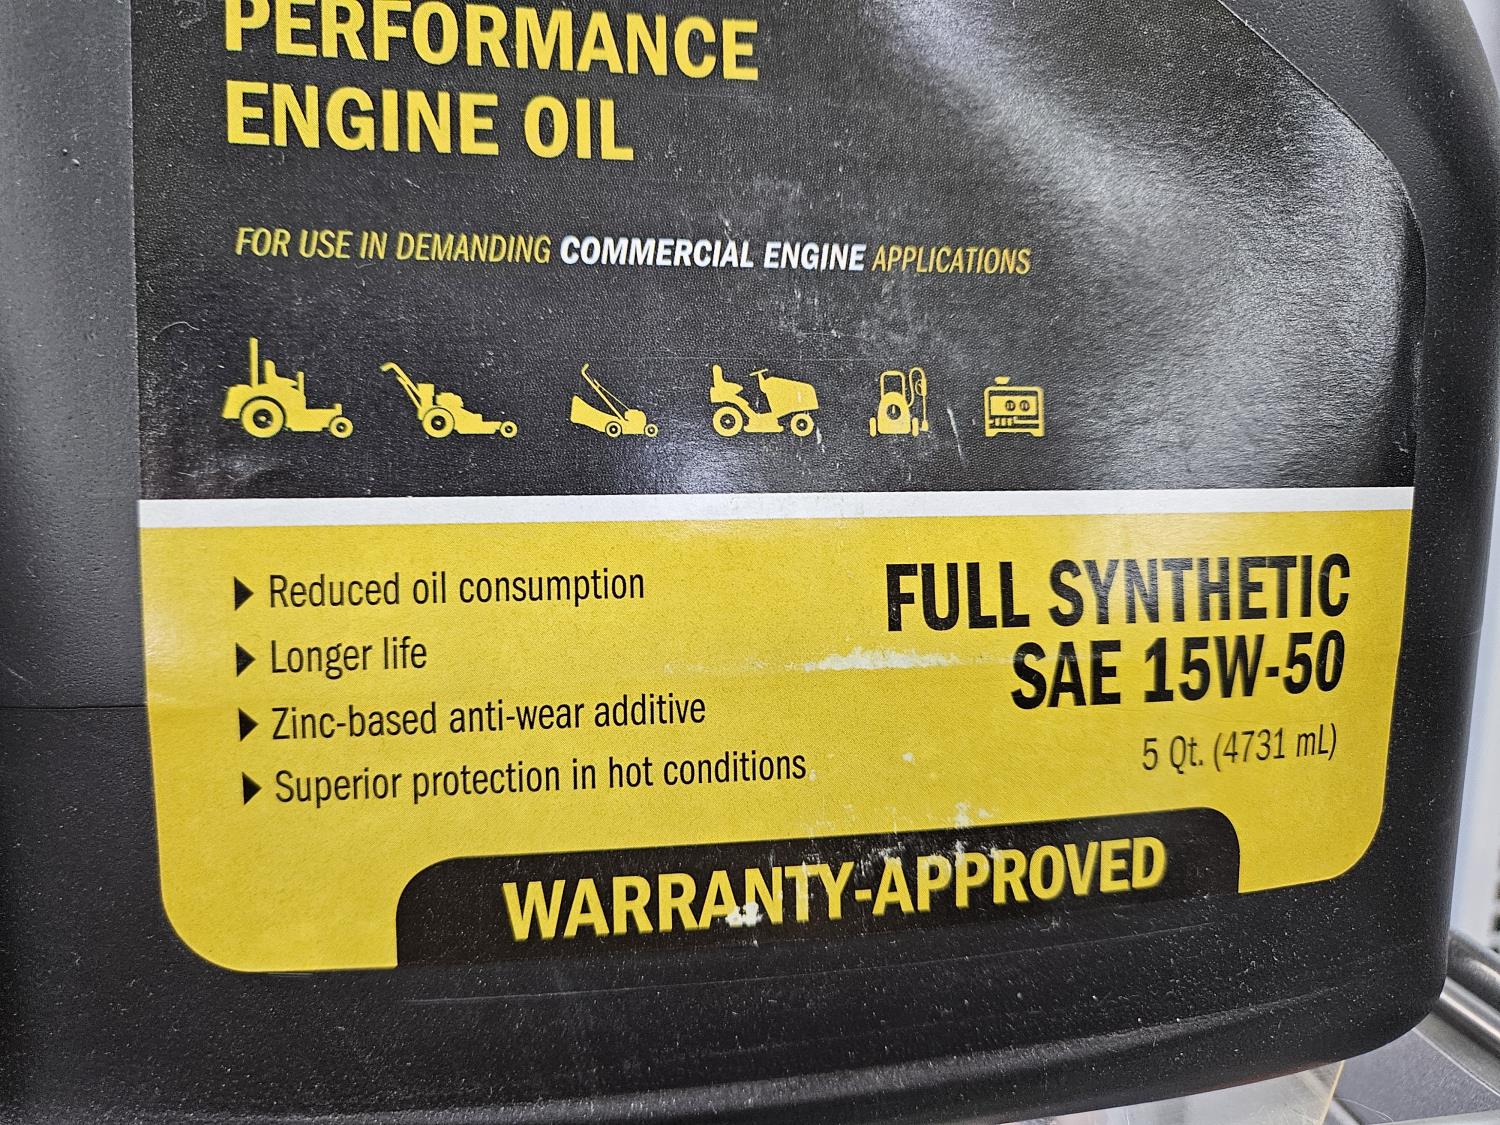 PERFORMANCE
ENGINE OIL
FOR USE IN DEMANDING COMMERCIAL ENGINE APPLICATIONS
Reduced oil consumption
Longer life
Zinc-based anti-wear additive
Superior protection in hot conditions
FULL SYNTHETIC
SAE 15W-50
5 Qt. (4731 mL)
WARRANTY-APPROVED